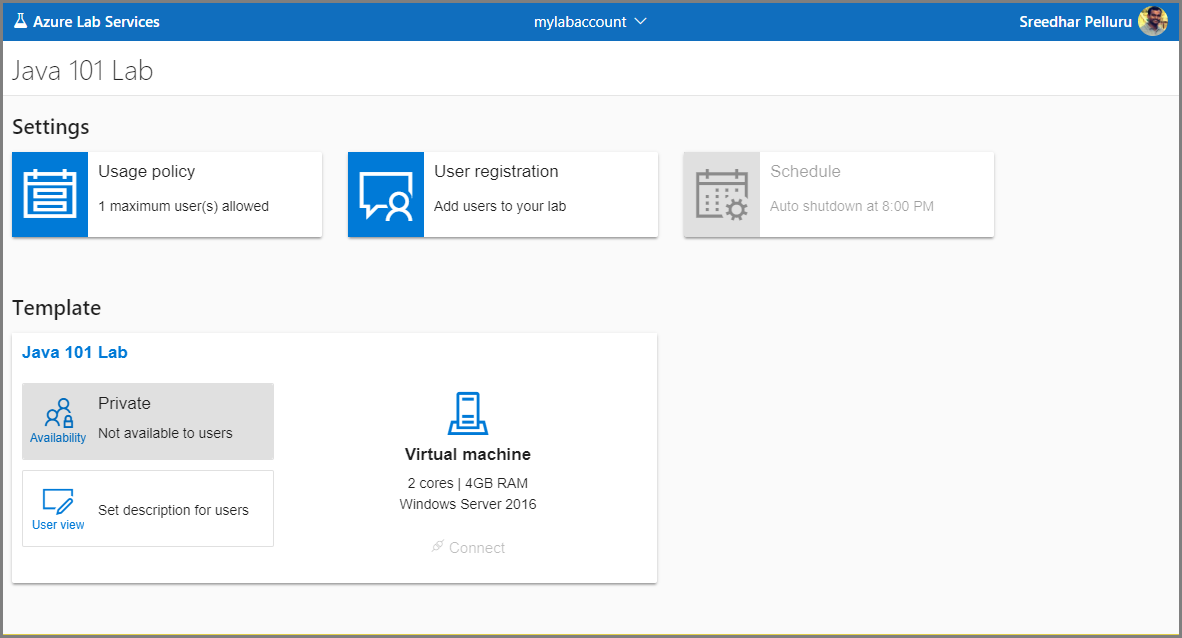 Azure Lab Services
mylabaccount
Sreedhar Pelluru
Java 101 Lab
Settings
Usage policy
1 maximum user(s) allowed
User registration
Add users to your lab
Schedule
Auto shutdown at 8:00 PM
Template
Java 101 Lab
Availability
Private
Not available to users
User view
Set description for users
Virtual machine
2 cores | 4GB RAM
Windows Server 2016
Connect